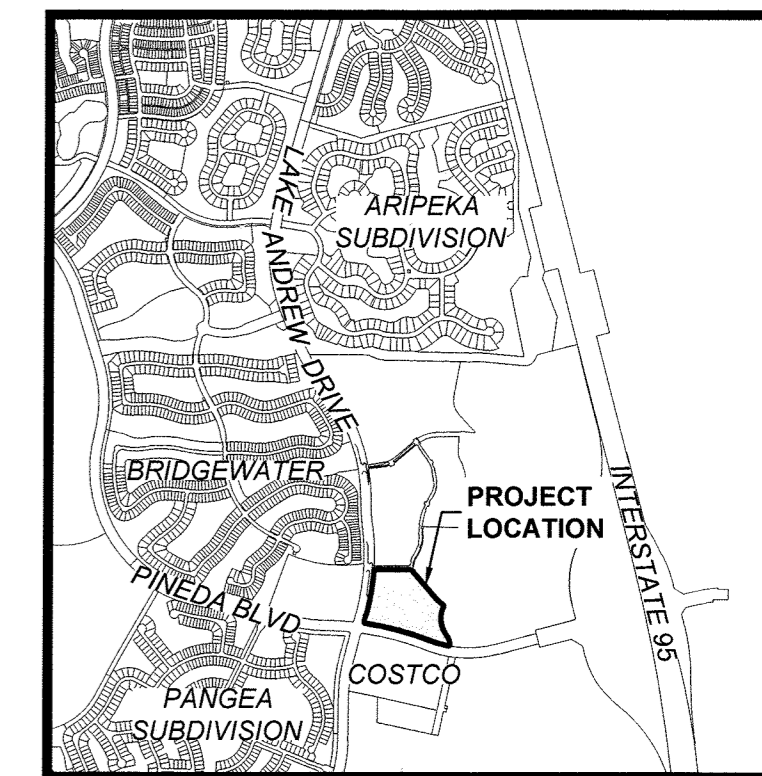 LAKE ANDREW DRIVE
ARIPEKA
SUBDIVISION
BRIDGEWATER
PROJECT
LOCATION
INTERSTATE 95
PINEDA BLVD
COSTCO
PANGEA
SUBDIVISION